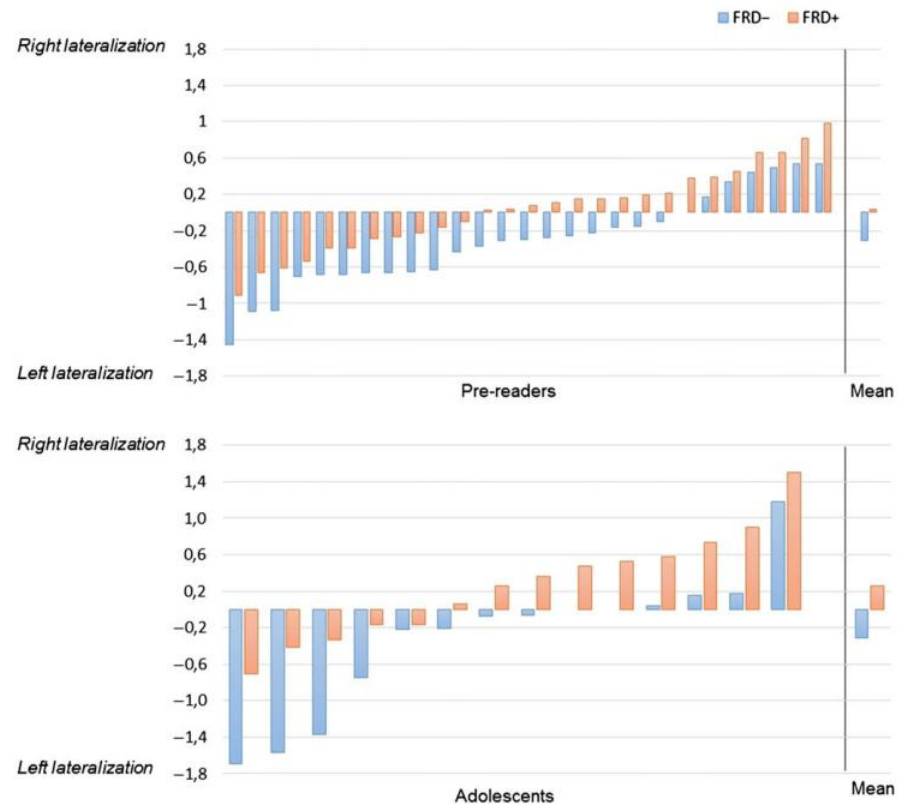 FRD− FRD+
Right lateralization 1,8
1,4
1
0,6
0,2
−0,2
−0,6
−1
−1,4
Left lateralization −1,8
Pre-readers Mean
Right lateralization 1,8
1,4
1,0
0,6
0,2
−0,2
−0,6
−1,0
−1,4
Left lateralization −1,8
Adolescents Mean